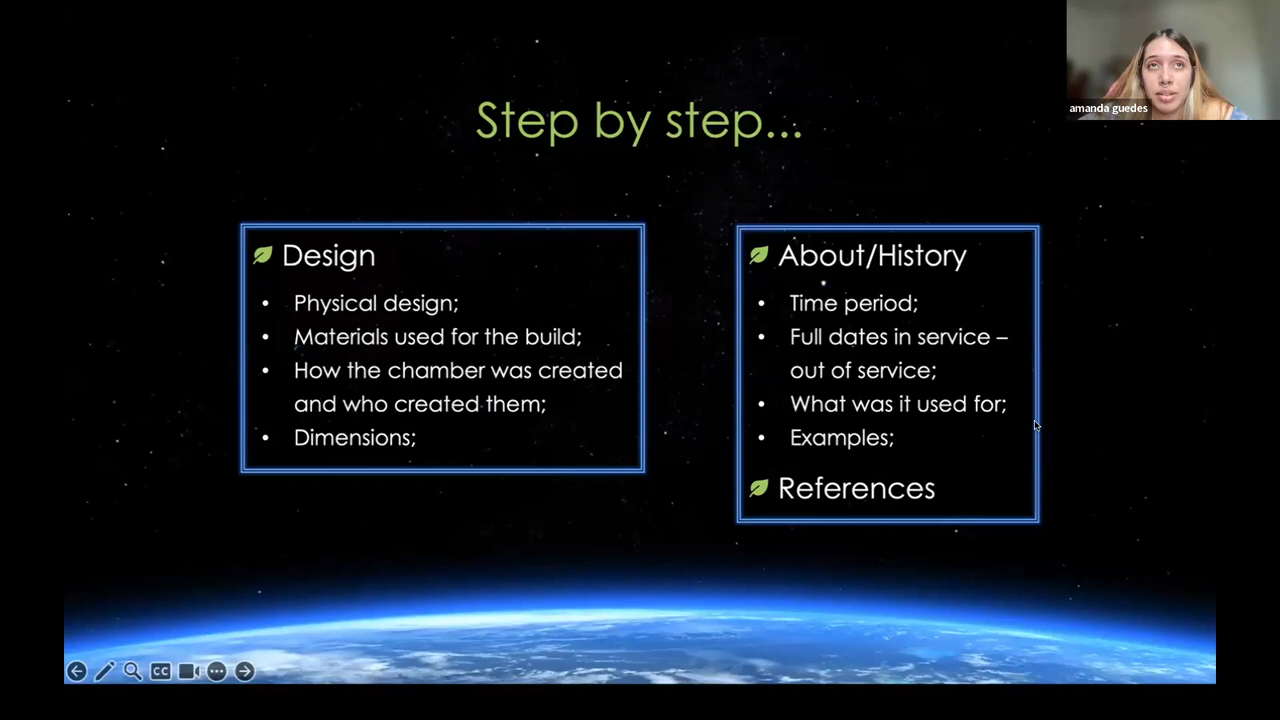 amanda guedes
Step by step...
Design
• Physical design;
• Materials used for the build;
• How the chamber was created
and who created them;
• Dimensions;
About/History
• Time period;
• Full dates in service –
out of service;
• What was it used for;
• Examples;
References
CC